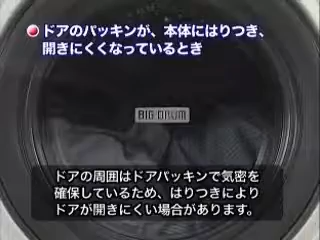 ドアのパッキンが、本体にはりつき、
開きにくくなっているとき
BIG DRUM
ドアの周囲はドアパッキンで気密を
確保しているため、はりつきにより
ドアが開きにくい場合があります。